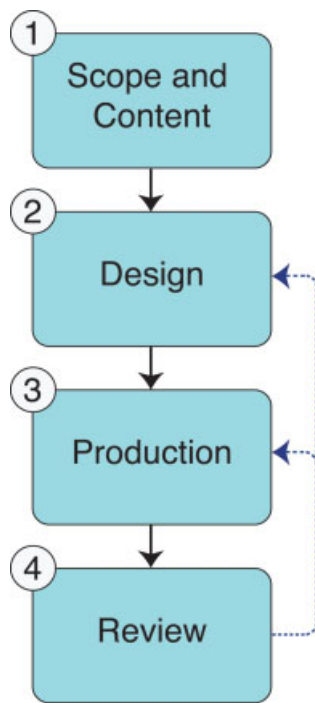 1
Scope and
Content
2
Design
3
Production
4
Review